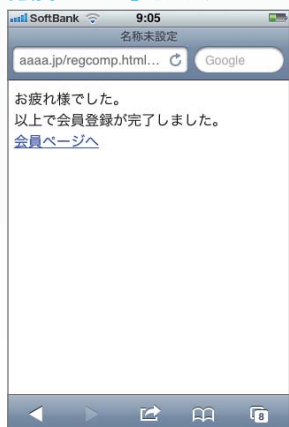 SoftBank 9:05
名称未設定
aaaa.jp/regcomp.html... Google
お疲れ様でした。
以上で会員登録が完了しました。
会員ページへ
8